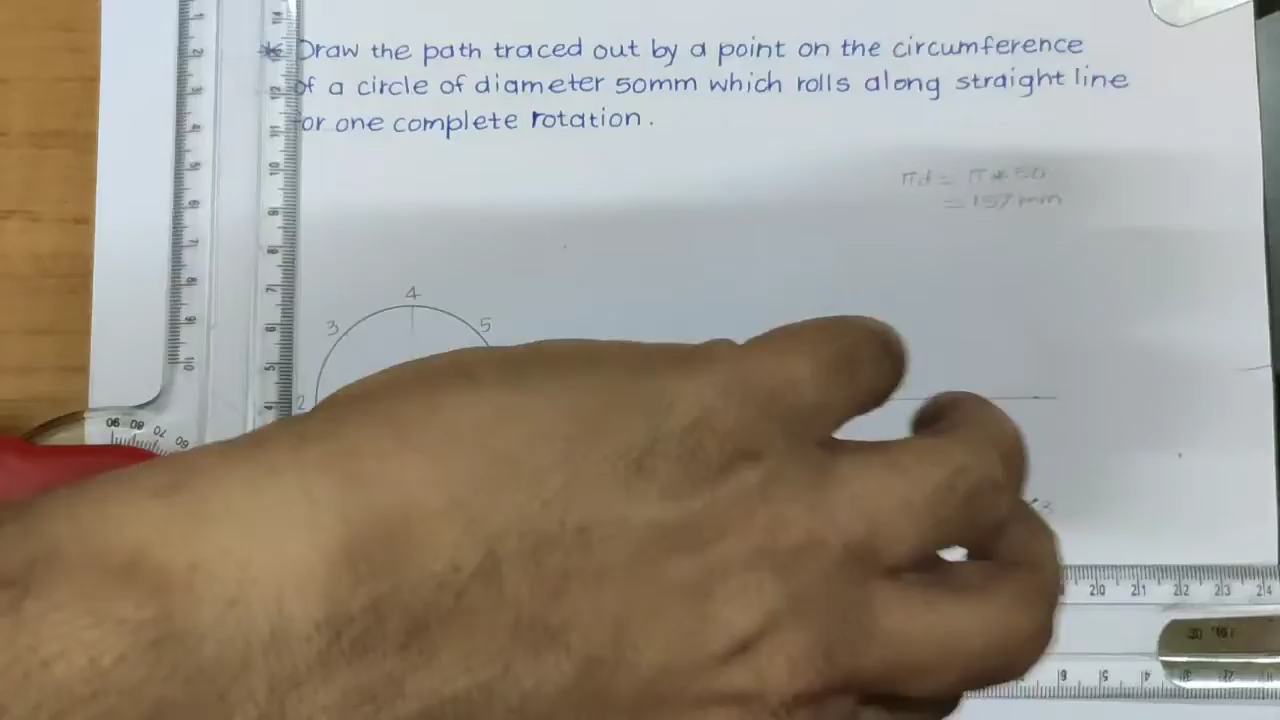 * Draw the path traced out by a point on the circumference
of a circle of diameter 50mm which rolls along straight line
for one complete rotation.
πd = π*50
= 157mm
4
3
5
2